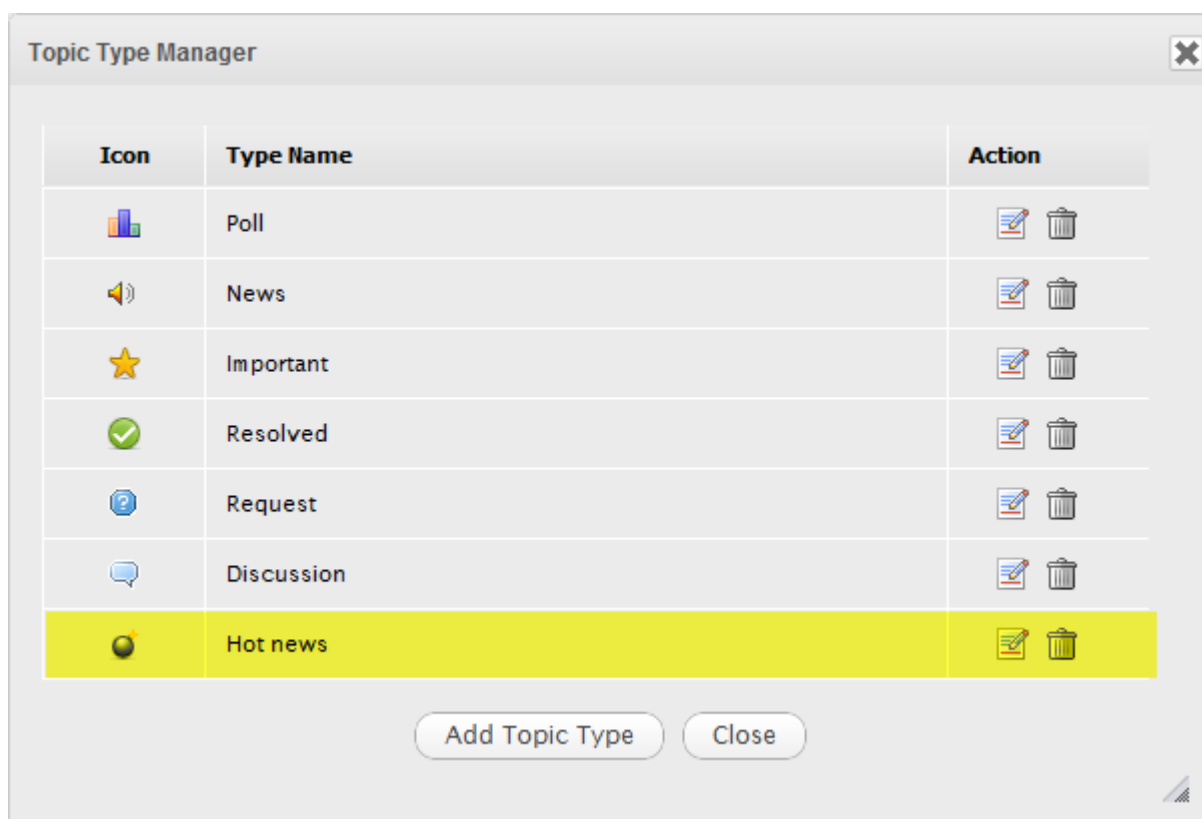 Topic Type Manager
Icon Type Name Action
Poll
News
Important
Resolved
Request
Discussion
Hot news
Add Topic Type Close